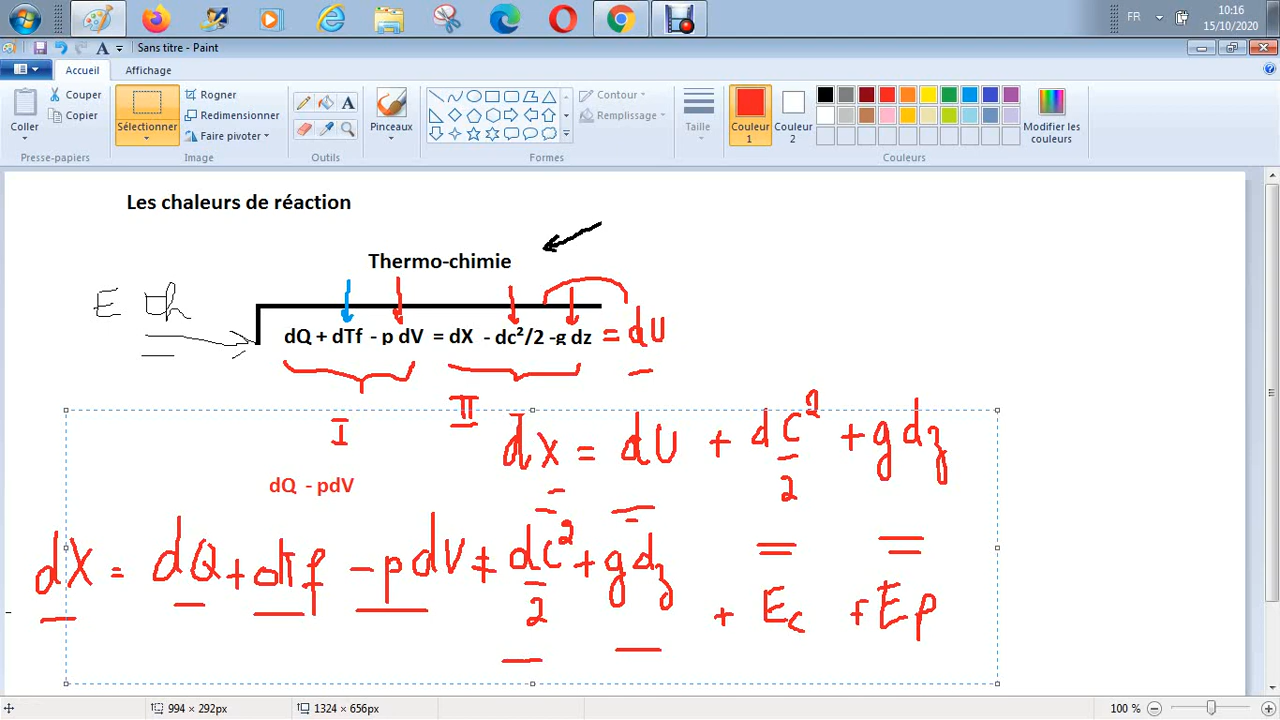 FR
10:16
15/10/2020
Sans titre - Paint
Accueil Affichage
Coller
Couper
Copier
Presse-papiers
Sélectionner
Rogner
Redimensionner
Faire pivoter
Image
A
Outils
Pinceaux
Contour
Remplissage
Formes
Taille
Couleur 1
Couleur 2
Modifier les couleurs
Couleurs
Les chaleurs de réaction
Thermo-chimie
E th
dQ + dTf - p dV = dX - dc²/2 -g dz = dU
I
II
dX = dU + dC²/2 + g dz
dQ - pdV
dX = dQ + dTf - p dV + dC²/2 + g dz
+ Ec + Ep
994 × 292px
1324 × 656px
100 %